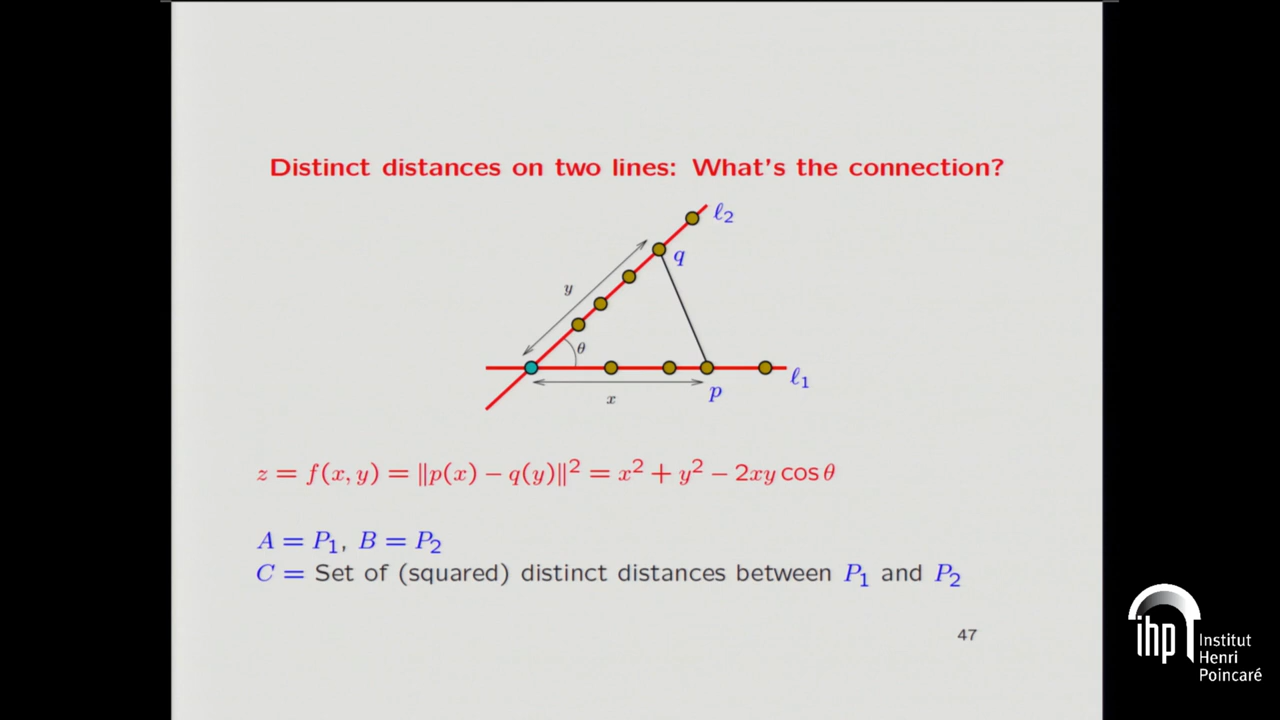 Distinct distances on two lines: What's the connection?
ℓ₂
q
y
θ
ℓ₁
p
x
z = f(x, y) = ‖p(x) − q(y)‖² = x² + y² − 2xy cos θ
A = P₁, B = P₂
C = Set of (squared) distinct distances between P₁ and P₂
47
ihp Institut
Henri
Poincaré